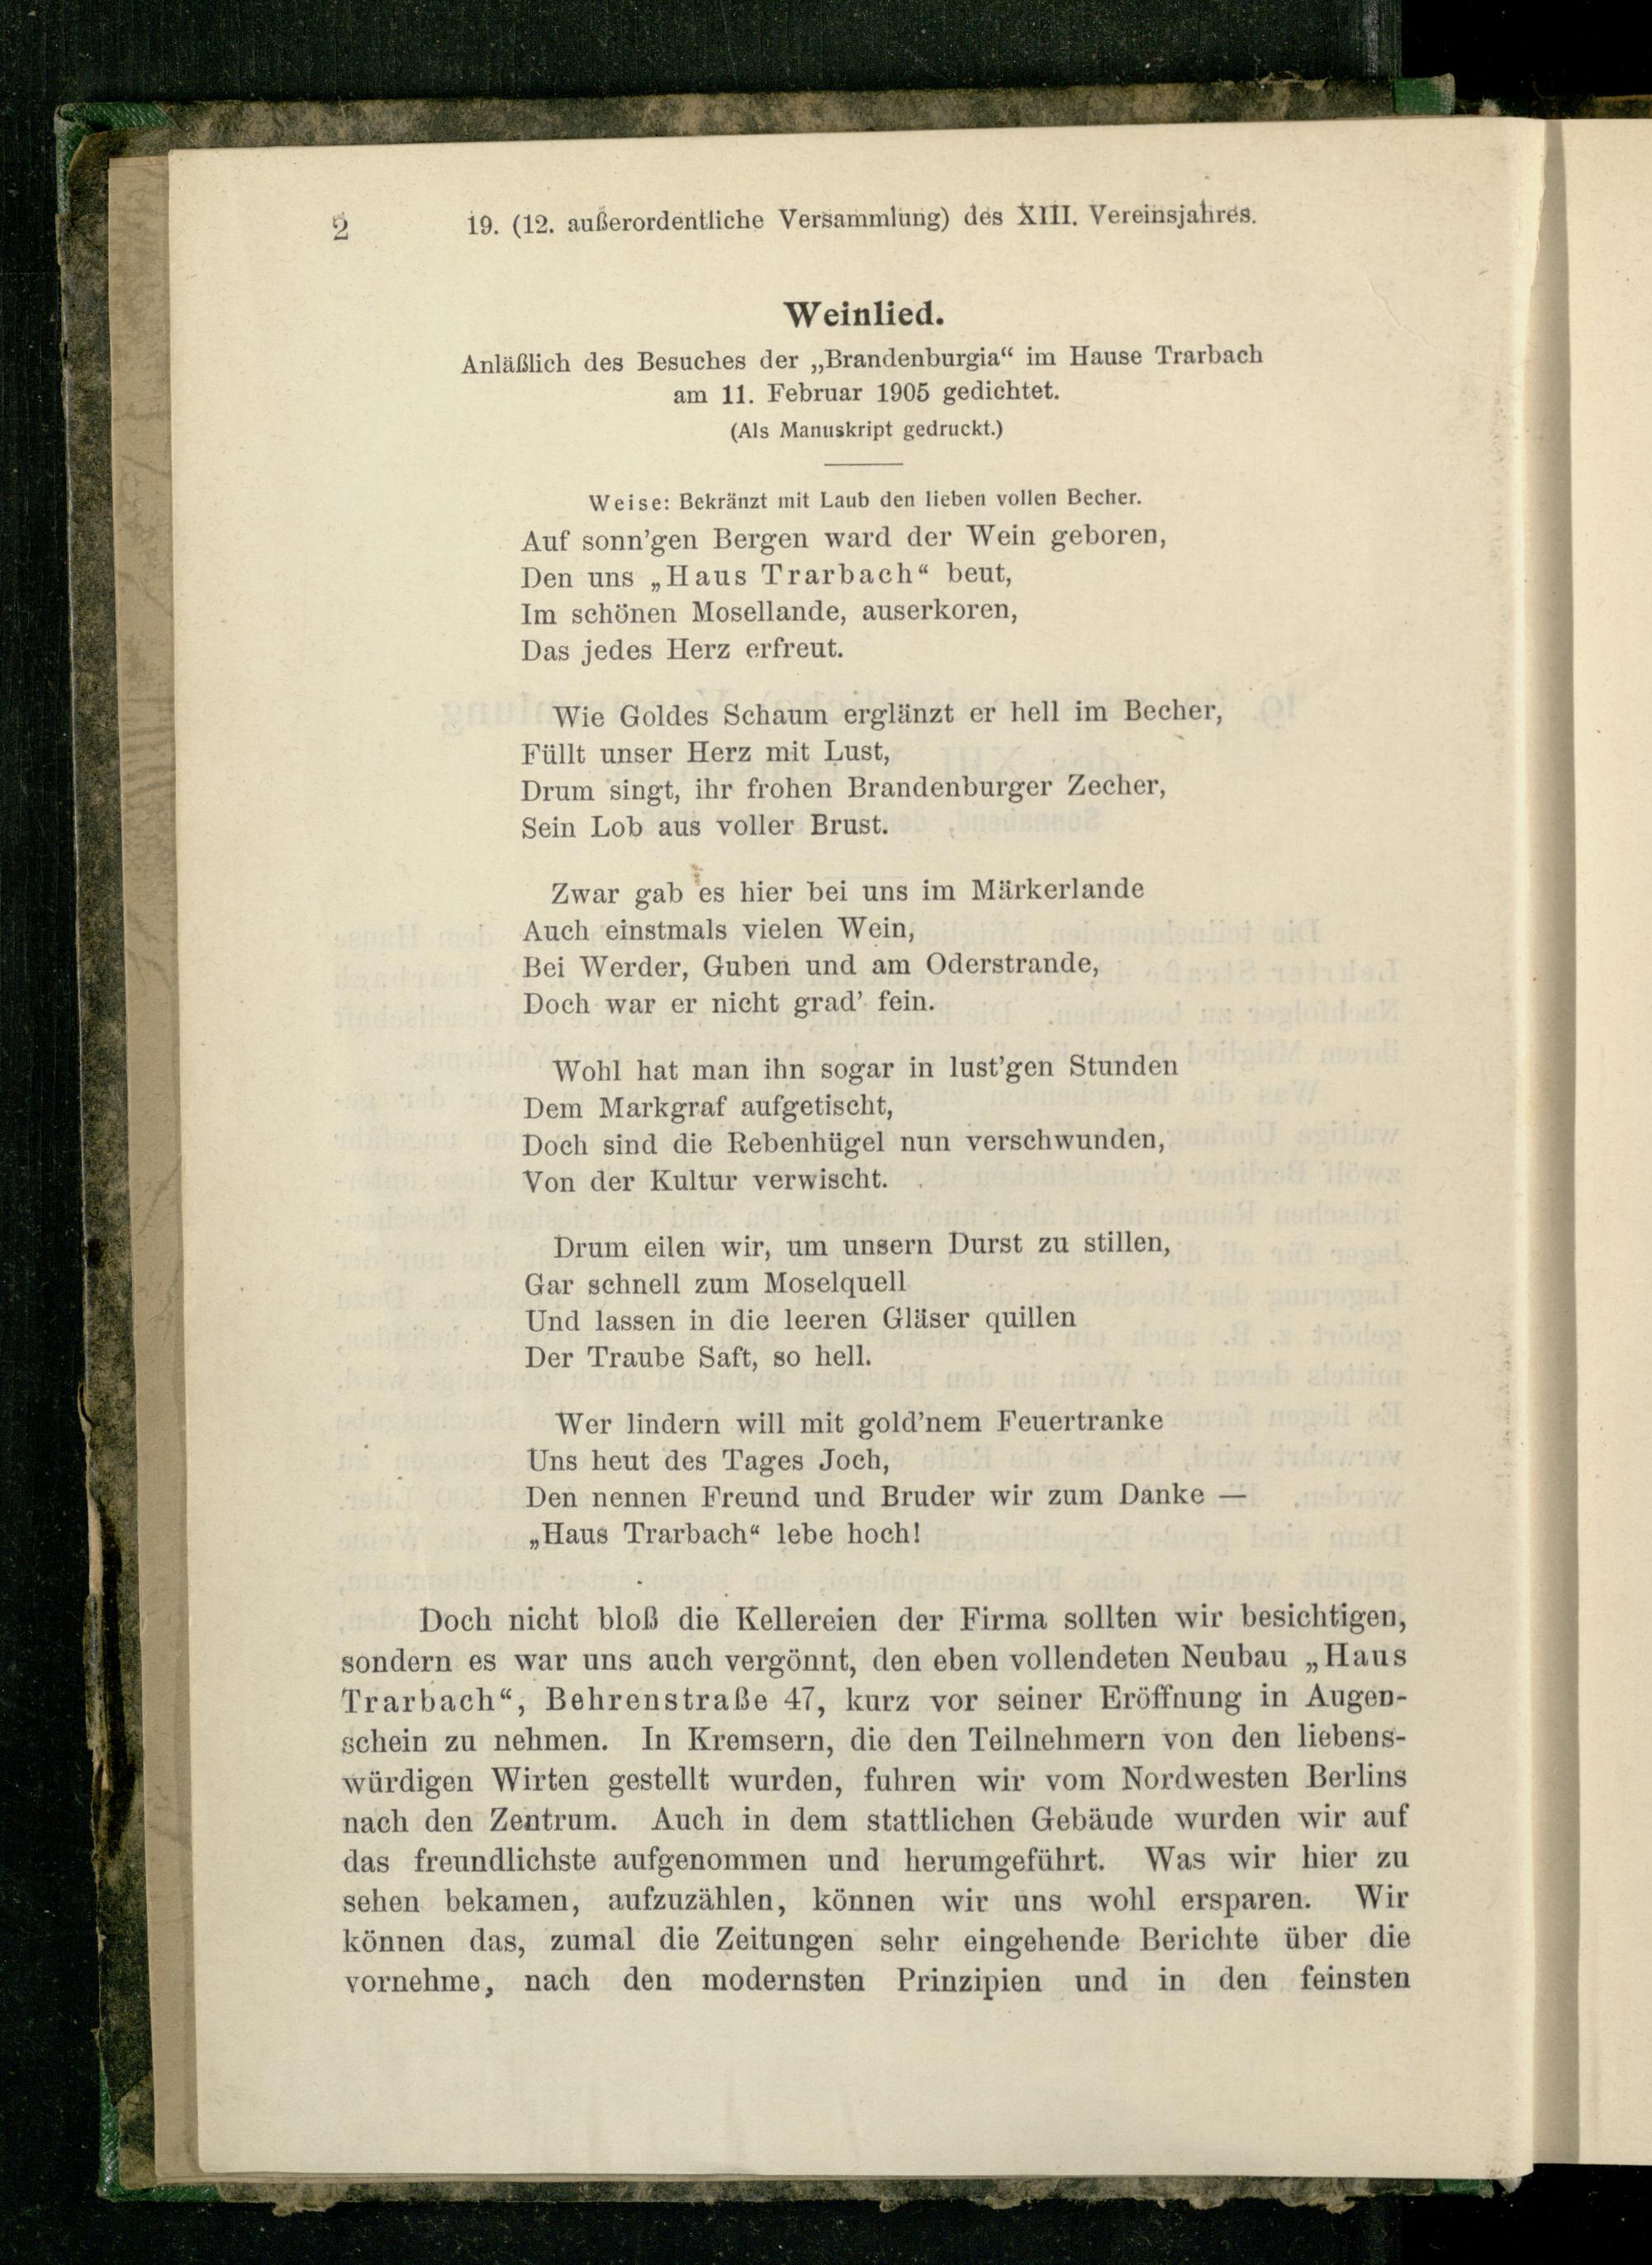 2
19. (12. außerordentliche Versammlung) des XIII. Vereinsjahres.
Weinlied.
Anläßlich des Besuches der „Brandenburgia“ im Hause Trarbach
am 11. Februar 1905 gedichtet.
(Als Manuskript gedruckt.)
Weise: Bekränzt mit Laub den lieben vollen Becher.
Auf sonn'gen Bergen ward der Wein geboren,
Den uns „Haus Trarbach“ beut,
Im schönen Mosellande, auserkoren,
Das jedes Herz erfreut.
Wie Goldes Schaum erglänzt er hell im Becher,
Füllt unser Herz mit Lust,
Drum singt, ihr frohen Brandenburger Zecher,
Sein Lob aus voller Brust.
Zwar gab es hier bei uns im Märkerlande
Auch einstmals vielen Wein,
Bei Werder, Guben und am Oderstrande,
Doch war er nicht grad' fein.
Wohl hat man ihn sogar in lust'gen Stunden
Dem Markgraf aufgetischt,
Doch sind die Rebenhügel nun verschwunden,
Von der Kultur verwischt.
Drum eilen wir, um unsern Durst zu stillen,
Gar schnell zum Moselquell
Und lassen in die leeren Gläser quillen
Der Traube Saft, so hell.
Wer lindern will mit gold'nem Feuertranke
Uns heut des Tages Joch,
Den nennen Freund und Bruder wir zum Danke —
„Haus Trarbach“ lebe hoch!
Doch nicht bloß die Kellereien der Firma sollten wir besichtigen,
sondern es war uns auch vergönnt, den eben vollendeten Neubau „Haus
Trarbach“, Behrenstraße 47, kurz vor seiner Eröffnung in Augen-
schein zu nehmen. In Kremsern, die den Teilnehmern von den liebens-
würdigen Wirten gestellt wurden, fuhren wir vom Nordwesten Berlins
nach den Zentrum. Auch in dem stattlichen Gebäude wurden wir auf
das freundlichste aufgenommen und herumgeführt. Was wir hier zu
sehen bekamen, aufzuzählen, können wir uns wohl ersparen. Wir
können das, zumal die Zeitungen sehr eingehende Berichte über die
vornehme, nach den modernsten Prinzipien und in den feinsten